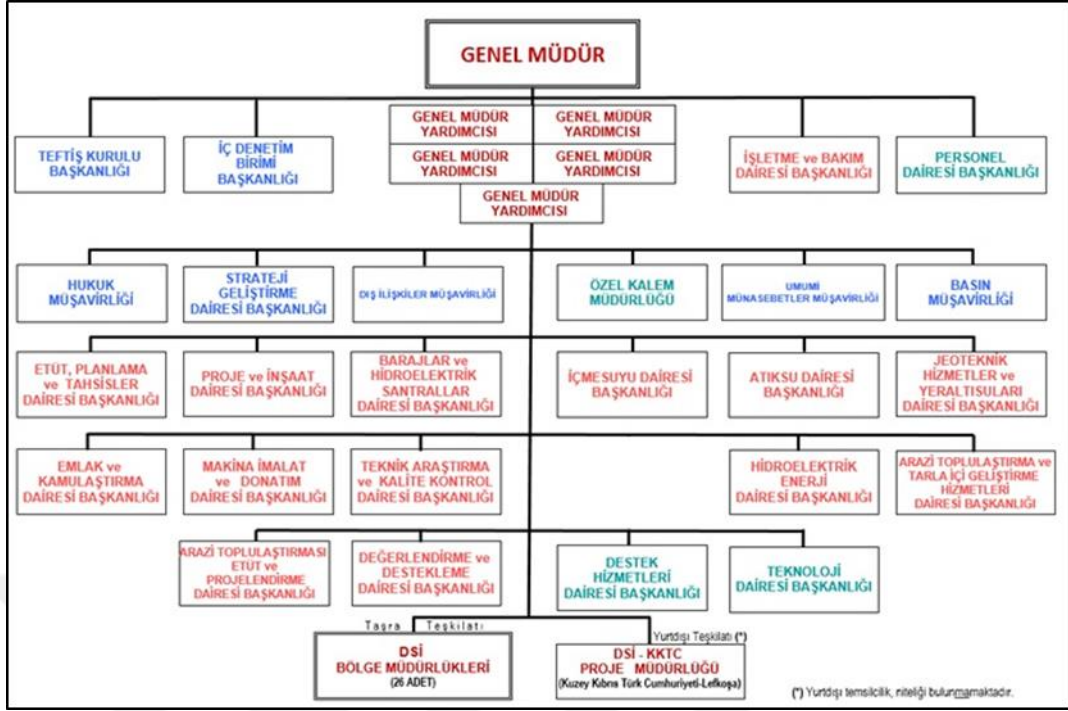 GENEL MÜDÜR
TEFTİŞ KURULU
BAŞKANLIĞI
İÇ DENETİM
BİRİMİ
BAŞKANLIĞI
GENEL MÜDÜR
YARDIMCISI
GENEL MÜDÜR
YARDIMCISI
GENEL MÜDÜR
YARDIMCISI
GENEL MÜDÜR
YARDIMCISI
GENEL MÜDÜR
YARDIMCISI
İŞLETME ve BAKIM
DAİRESİ BAŞKANLIĞI
PERSONEL
DAİRESİ BAŞKANLIĞI
HUKUK
MÜŞAVİRLİĞİ
STRATEJİ
GELİŞTİRME
DAİRESİ BAŞKANLIĞI
DIŞ İLİŞKİLER MÜŞAVİRLİĞİ
ÖZEL KALEM
MÜDÜRLÜĞÜ
UMUMİ
MÜNASEBETLER MÜŞAVİRLİĞİ
BASIN
MÜŞAVİRLİĞİ
ETÜT, PLANLAMA
ve TAHSİSLER
DAİRESİ BAŞKANLIĞI
PROJE ve İNŞAAT
DAİRESİ BAŞKANLIĞI
BARAJLAR ve
HİDROELEKTRİK
SANTRALLAR
DAİRESİ BAŞKANLIĞI
İÇMESUYU DAİRESİ
BAŞKANLIĞI
ATIKSU DAİRESİ
BAŞKANLIĞI
JEOTEKNİK
HİZMETLER ve
YERALTISULARI
DAİRESİ BAŞKANLIĞI
EMLAK ve
KAMULAŞTIRMA
DAİRESİ BAŞKANLIĞI
MAKİNA İMALAT
ve DONATIM
DAİRESİ BAŞKANLIĞI
TEKNİK ARAŞTIRMA
ve KALİTE KONTROL
DAİRESİ BAŞKANLIĞI
HİDROELEKTRİK
ENERJİ
DAİRESİ BAŞKANLIĞI
ARAZİ TOPLULAŞTIRMA ve
TARLA İÇİ GELİŞTİRME
HİZMETLERİ
DAİRESİ BAŞKANLIĞI
ARAZİ TOPLULAŞTIRMASI
ETÜT ve
PROJELENDİRME
DAİRESİ BAŞKANLIĞI
DEĞERLENDİRME ve
DESTEKLEME
DAİRESİ BAŞKANLIĞI
DESTEK
HİZMETLERİ
DAİRESİ BAŞKANLIĞI
TEKNOLOJİ
DAİRESİ BAŞKANLIĞI
Taşra Teşkilatı
DSİ
BÖLGE MÜDÜRLÜKLERİ
(26 ADET)
Yurtdışı Teşkilatı (*)
DSİ - KKTC
PROJE MÜDÜRLÜĞÜ
(Kuzey Kıbrıs Türk Cumhuriyeti-Lefkoşa)
(*) Yurtdışı temsilcilik, niteliği bulunmamaktadır.